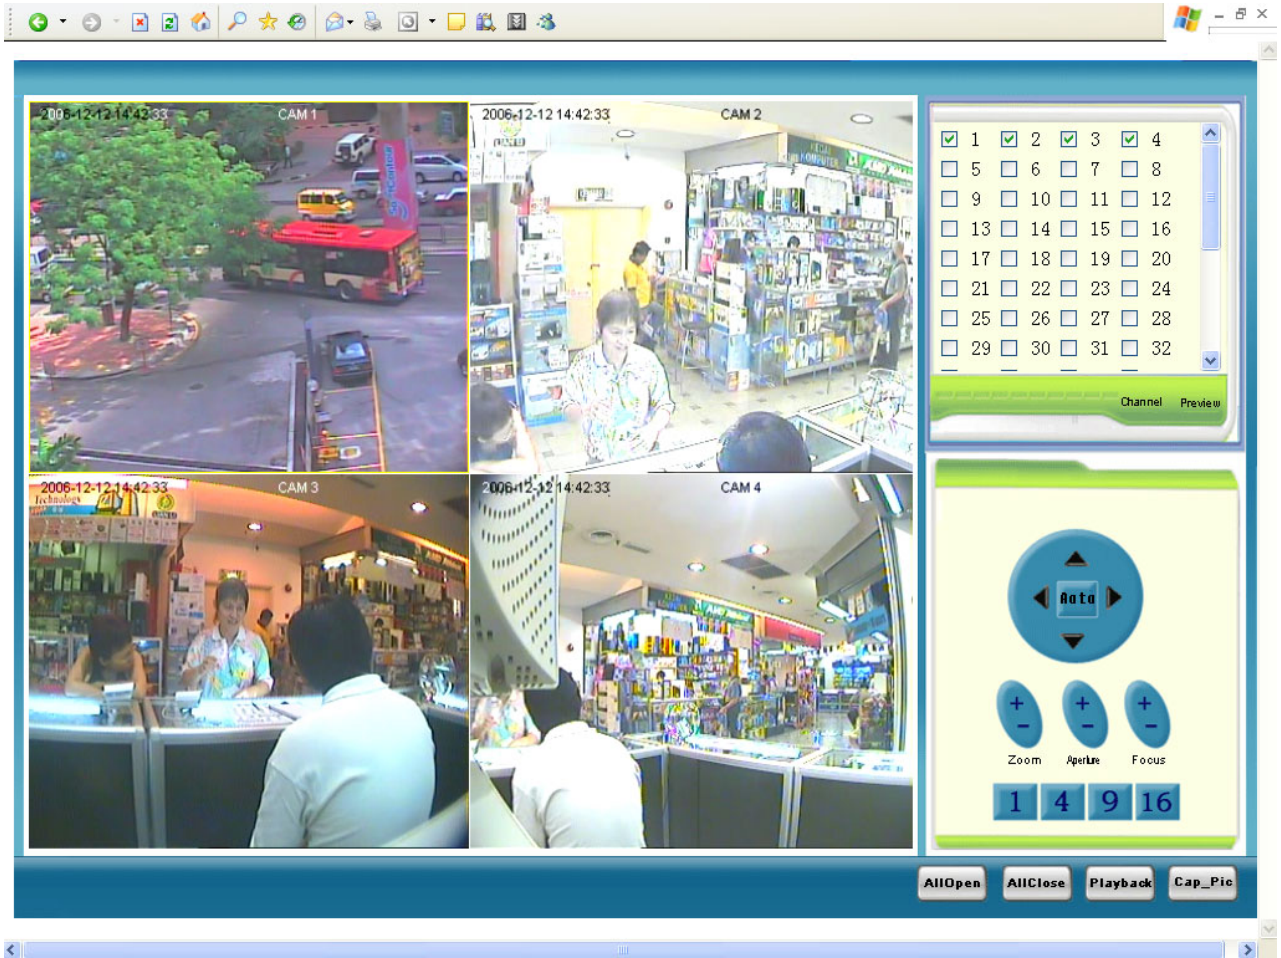 2006-12-12 14:42:33 CAM 1
2006-12-12 14:42:33 CAM 2
KEDAI
KOMPUTER
2006-12-12 14:42:33 CAM 3
Technology
2006-12-12 14:42:33 CAM 4
1 2 3 4
5 6 7 8
9 10 11 12
13 14 15 16
17 18 19 20
21 22 23 24
25 26 27 28
29 30 31 32
Channel Preview
Aata
+ + +
- - -
Zoom Aperture Focus
1 4 9 16
AllOpen AllClose Playback Cap_Pic